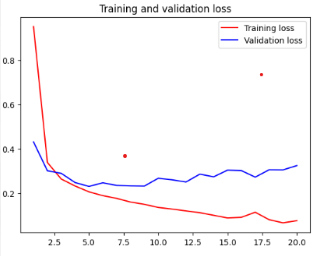 Training and validation loss
Training loss
Validation loss
0.8
0.6
0.4
0.2
2.5 5.0 7.5 10.0 12.5 15.0 17.5 20.0